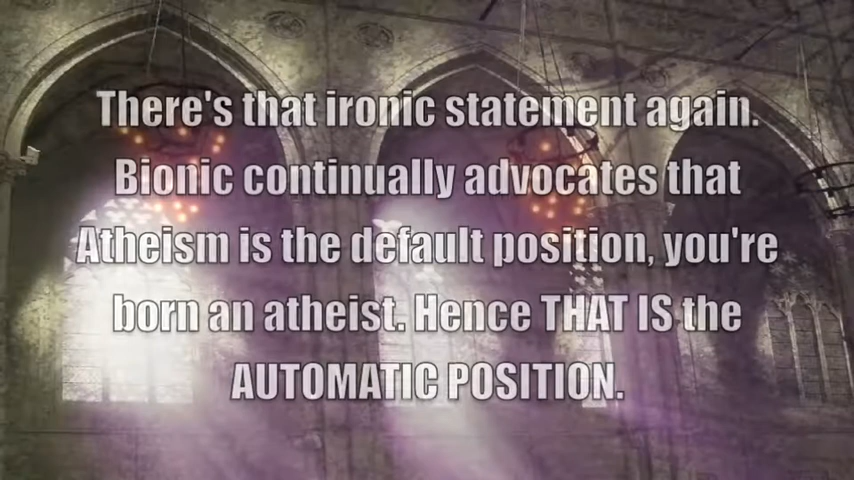 There's that ironic statement again.
Bionic continually advocates that
Atheism is the default position, you're
born an atheist. Hence THAT IS the
AUTOMATIC POSITION.